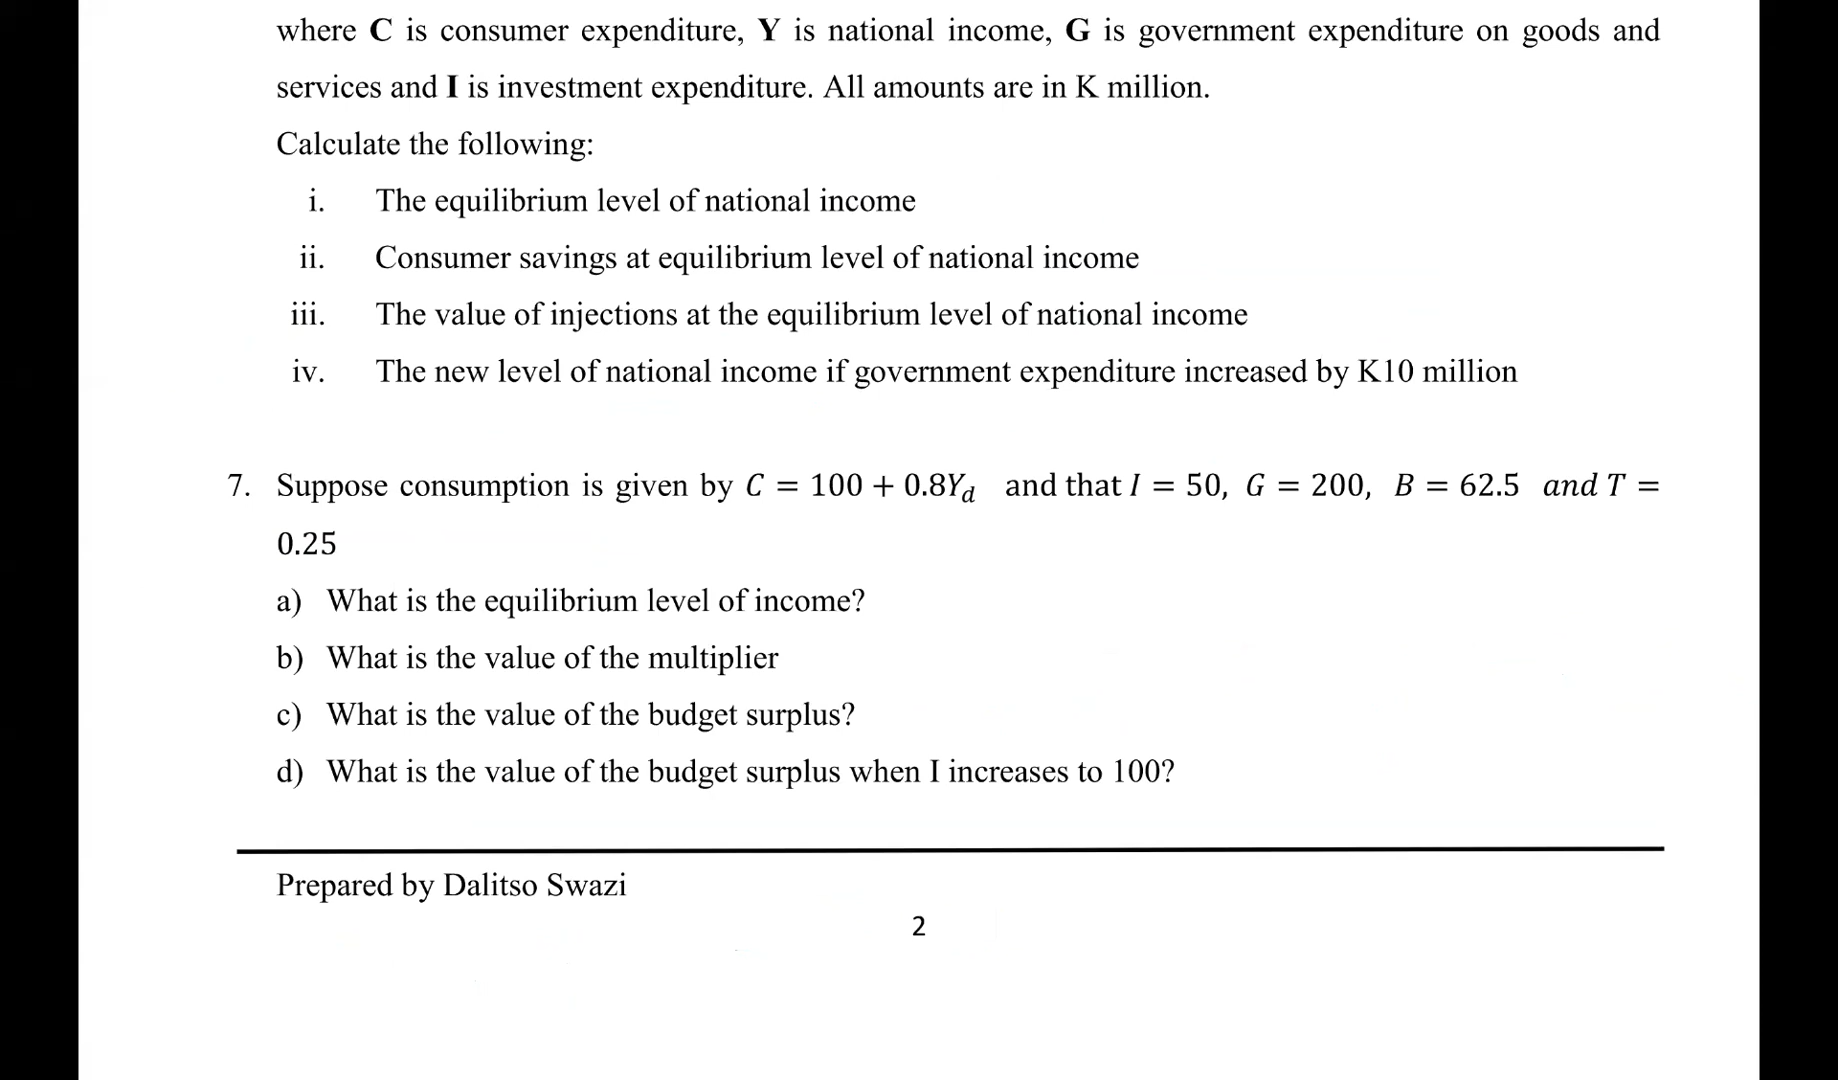 where C is consumer expenditure, Y is national income, G is government expenditure on goods and
services and I is investment expenditure. All amounts are in K million.
Calculate the following:
i. The equilibrium level of national income
ii. Consumer savings at equilibrium level of national income
iii. The value of injections at the equilibrium level of national income
iv. The new level of national income if government expenditure increased by K10 million
7. Suppose consumption is given by C = 100 + 0.8Y_d and that I = 50, G = 200, B = 62.5 and T =
0.25
a) What is the equilibrium level of income?
b) What is the value of the multiplier
c) What is the value of the budget surplus?
d) What is the value of the budget surplus when I increases to 100?
Prepared by Dalitso Swazi
2